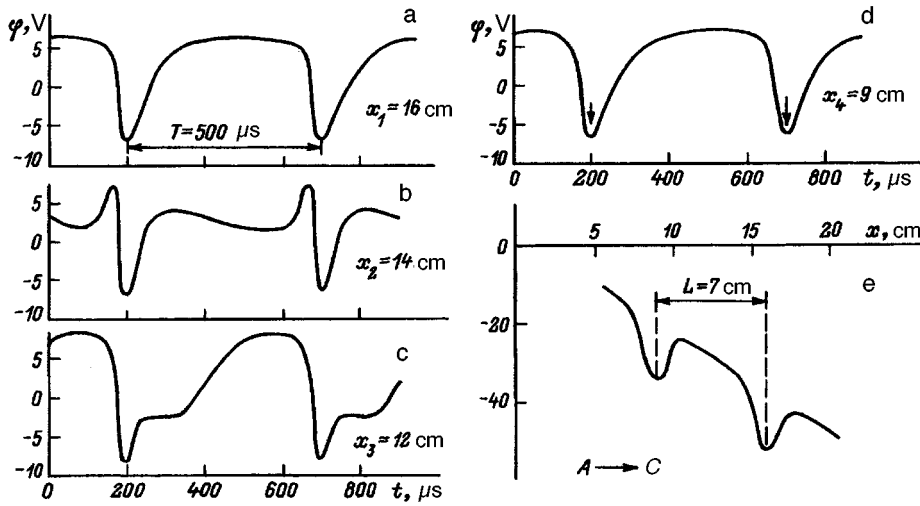 a
φ, V
5
0
-5
-10
x₁ = 16 cm
T = 500 μs
b
5
0
-5
-10
x₂ = 14 cm
c
5
0
-5
-10
x₃ = 12 cm
0 200 400 600 800 t, μs
d
φ, V
5
0
-5
-10
x₄ = 9 cm
0 200 400 600 800 t, μs
5 10 15 20 x, cm
0
e
L = 7 cm
-20
-40
A → C